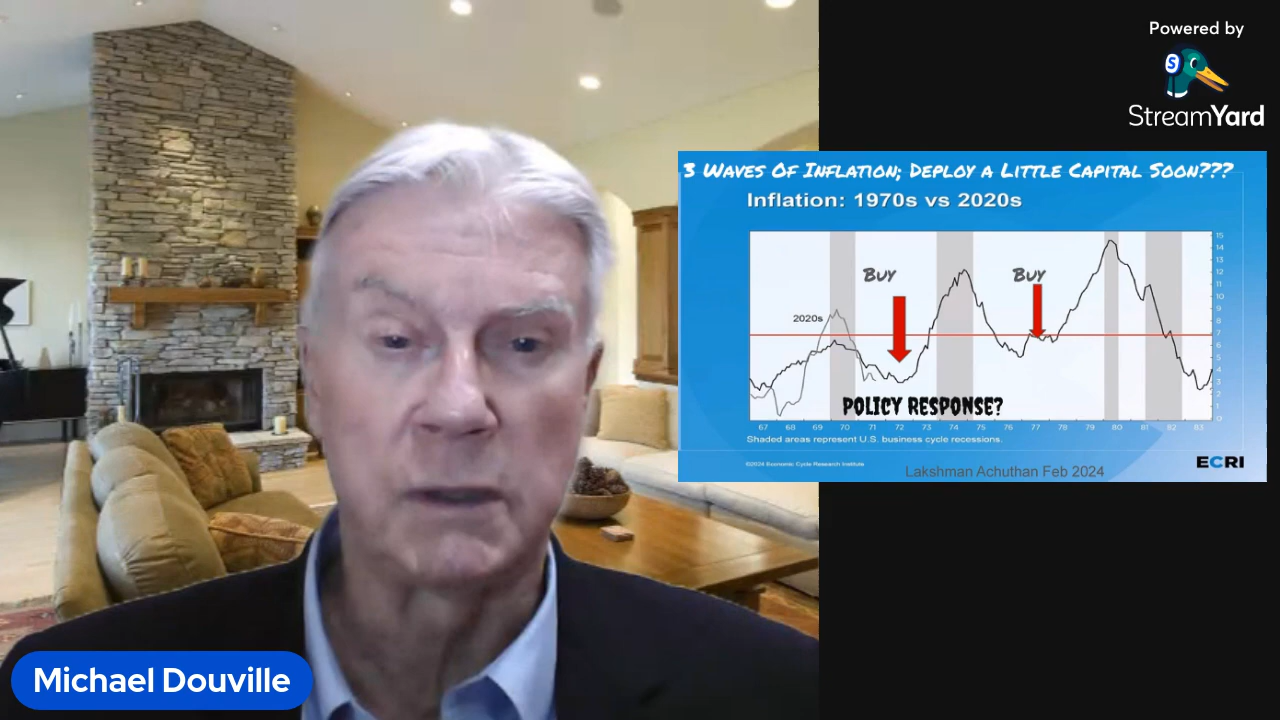 Powered by
S
StreamYard
3 Waves Of Inflation; Deploy a Little Capital Soon???
Inflation: 1970s vs 2020s
Buy
Buy
2020s
15
14
13
12
11
10
9
8
7
6
5
4
3
2
1
0
POLICY RESPONSE?
67 68 69 70 71 72 73 74 75 76 77 78 79 80 81 82 83
Shaded areas represent U.S. business cycle recessions.
©2024 Economic Cycle Research Institute
Lakshman Achuthan Feb 2024
ECRI
Michael Douville